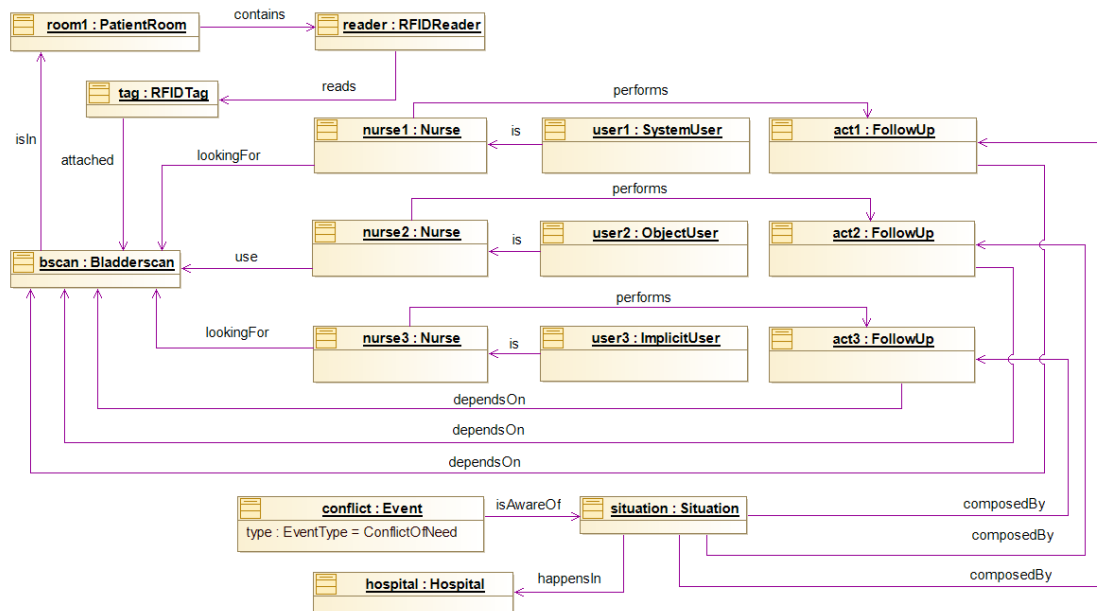 contains
room1 : PatientRoom
reader : RFIDReader
reads
tag : RFIDTag
performs
isIn
attached
lookingFor
nurse1 : Nurse
is
user1 : SystemUser
act1 : FollowUp
performs
nurse2 : Nurse
is
user2 : ObjectUser
act2 : FollowUp
bscan : Bladderscan
use
performs
lookingFor
nurse3 : Nurse
is
user3 : ImplicitUser
act3 : FollowUp
dependsOn
dependsOn
dependsOn
conflict : Event
type : EventType = ConflictOfNeed
isAwareOf
situation : Situation
composedBy
composedBy
composedBy
happensIn
hospital : Hospital